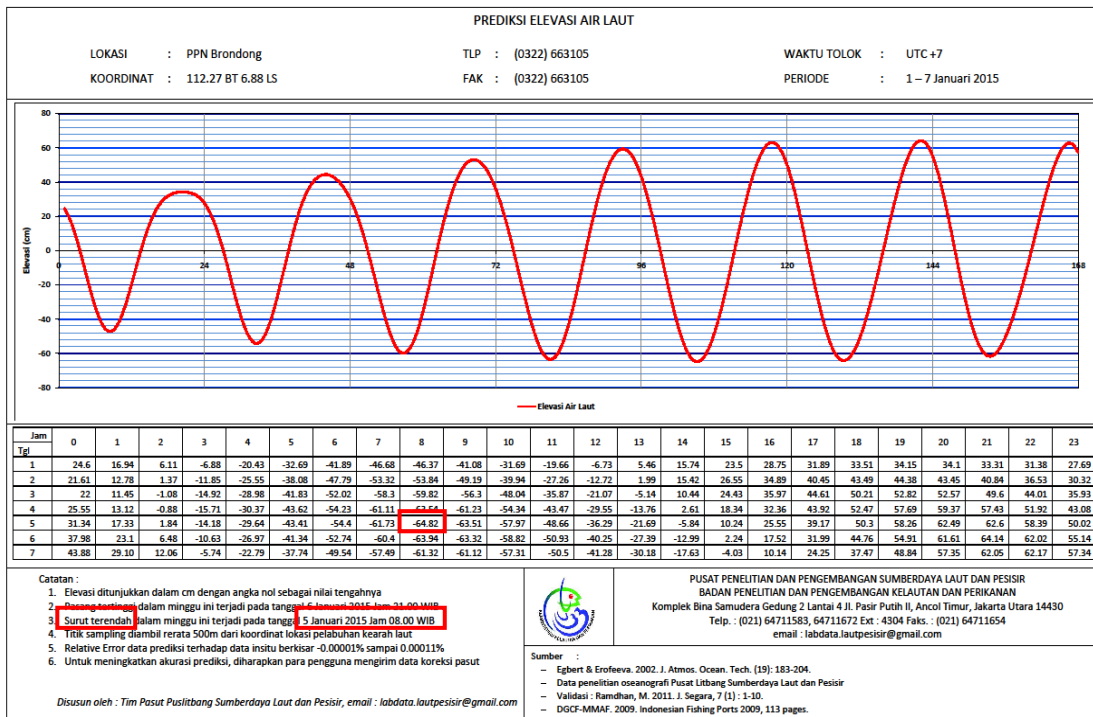 PREDIKSI ELEVASI AIR LAUT
LOKASI : PPN Brondong TLP : (0322) 663105 WAKTU TOLOK : UTC +7
KOORDINAT : 112.27 BT 6.88 LS FAK : (0322) 663105 PERIODE : 1 – 7 Januari 2015
80
60
40
20
0
-20
-40
-60
-80
Elevasi (cm)
0 24 48 72 96 120 144 168
Elevasi Air Laut
Jam 0 1 2 3 4 5 6 7 8 9 10 11 12 13 14 15 16 17 18 19 20 21 22 23
Tgl
1 24.6 16.94 6.11 -6.88 -20.43 -32.69 -41.89 -46.68 -46.37 -41.08 -31.69 -19.66 -6.73 5.46 15.74 23.5 28.75 31.89 33.51 34.15 34.1 33.31 31.38 27.69
2 21.61 12.78 1.37 -11.85 -25.55 -38.08 -47.79 -53.32 -53.84 -49.19 -39.94 -27.26 -12.72 1.99 15.42 26.55 34.89 40.45 43.49 44.38 43.45 40.84 36.53 30.32
3 22 11.45 -1.08 -14.92 -28.98 -41.83 -52.02 -58.3 -59.82 -56.3 -48.04 -35.87 -21.07 -5.14 10.44 24.43 35.97 44.61 50.21 52.82 52.57 49.6 44.01 35.93
4 25.55 13.12 -0.88 -15.71 -30.37 -43.62 -54.23 -61.11 -61.23 -54.34 -43.47 -29.55 -13.76 2.61 18.34 32.36 43.92 52.47 57.69 59.37 57.43 51.92 43.08
5 31.34 17.33 1.84 -14.18 -29.64 -43.41 -54.4 -61.73 -64.82 -63.51 -57.97 -48.66 -36.29 -21.69 -5.84 10.24 25.55 39.17 50.3 58.26 62.49 62.6 58.39 50.02
6 37.98 23.1 6.48 -10.63 -26.97 -41.34 -52.74 -60.4 -63.94 -63.32 -58.82 -50.93 -40.25 -27.39 -12.99 2.24 17.52 31.99 44.76 54.91 61.61 64.14 62.02 55.14
7 43.88 29.10 12.06 -5.74 -22.79 -37.74 -49.54 -57.49 -61.32 -61.12 -57.31 -50.5 -41.28 -30.18 -17.63 -4.03 10.14 24.25 37.47 48.84 57.35 62.05 62.17 57.34
Catatan :
1. Elevasi ditunjukkan dalam cm dengan angka nol sebagai nilai tengahnya
2. Pasang tertinggi dalam minggu ini terjadi pada tanggal 6 Januari 2015 Jam 21.00 WIB
3. Surut terendah dalam minggu ini terjadi pada tanggal 5 Januari 2015 Jam 08.00 WIB
4. Titik sampling diambil rerata 500m dari koordinat lokasi pelabuhan kearah laut
5. Relative Error data prediksi terhadap data insitu berkisar -0.00001% sampai 0.00011%
6. Untuk meningkatkan akurasi prediksi, diharapkan para pengguna mengirim data koreksi pasut
Disusun oleh : Tim Pasut Puslitbang Sumberdaya Laut dan Pesisir, email : labdata.lautpesisir@gmail.com
PUSAT PENELITIAN DAN PENGEMBANGAN SUMBERDAYA LAUT DAN PESISIR
BADAN PENELITIAN DAN PENGEMBANGAN KELAUTAN DAN PERIKANAN
Komplek Bina Samudera Gedung 2 Lantai 4 Jl. Pasir Putih II, Ancol Timur, Jakarta Utara 14430
Telp. : (021) 64711583, 64711672 Ext : 4304 Faks. : (021) 64711654
email : labdata.lautpesisir@gmail.com
Sumber :
– Egbert & Erofeeva. 2002. J. Atmos. Ocean. Tech. (19): 183-204.
– Data penelitian oseanografi Pusat Litbang Sumberdaya Laut dan Pesisir
– Validasi : Ramdhan, M. 2011. J. Segara, 7 (1) : 1-10.
– DGCF-MMAF. 2009. Indonesian Fishing Ports 2009, 113 pages.